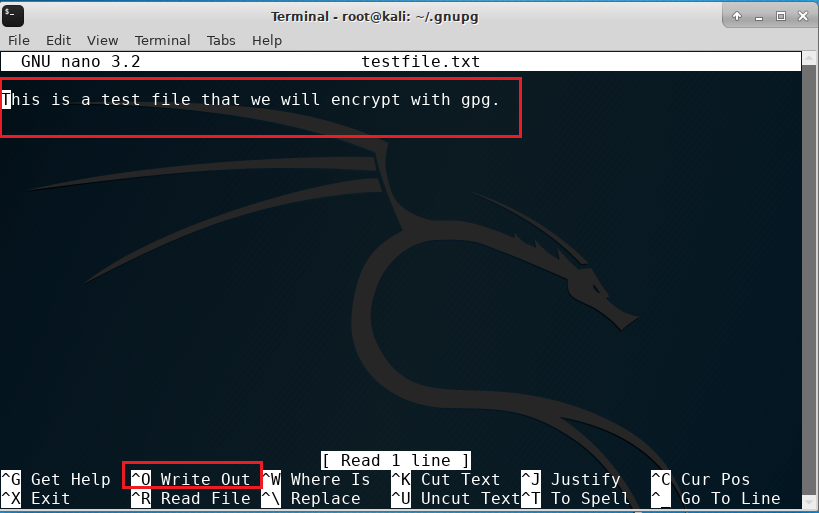 Terminal - root@kali: ~/.gnupg
File Edit View Terminal Tabs Help
GNU nano 3.2 testfile.txt
This is a test file that we will encrypt with gpg.
[ Read 1 line ]
^G Get Help ^O Write Out ^W Where Is ^K Cut Text ^J Justify ^C Cur Pos
^X Exit ^R Read File ^\ Replace ^U Uncut Text ^T To Spell ^_ Go To Line